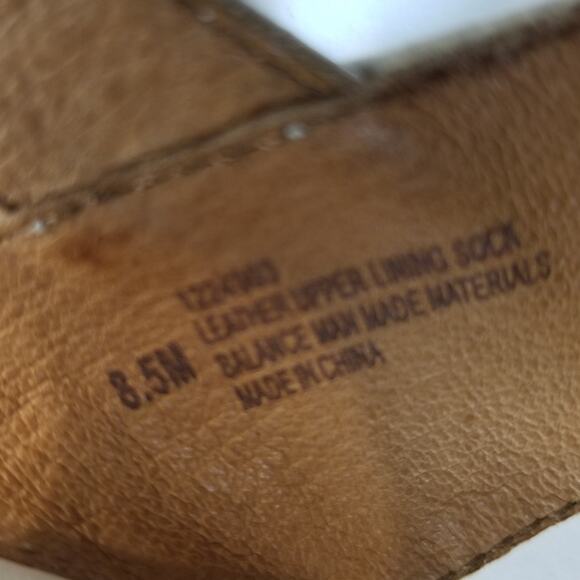 LEATHER UPPER LINING SOCK
8.5M BALANCE MAN MADE MATERIALS
MADE IN CHINA